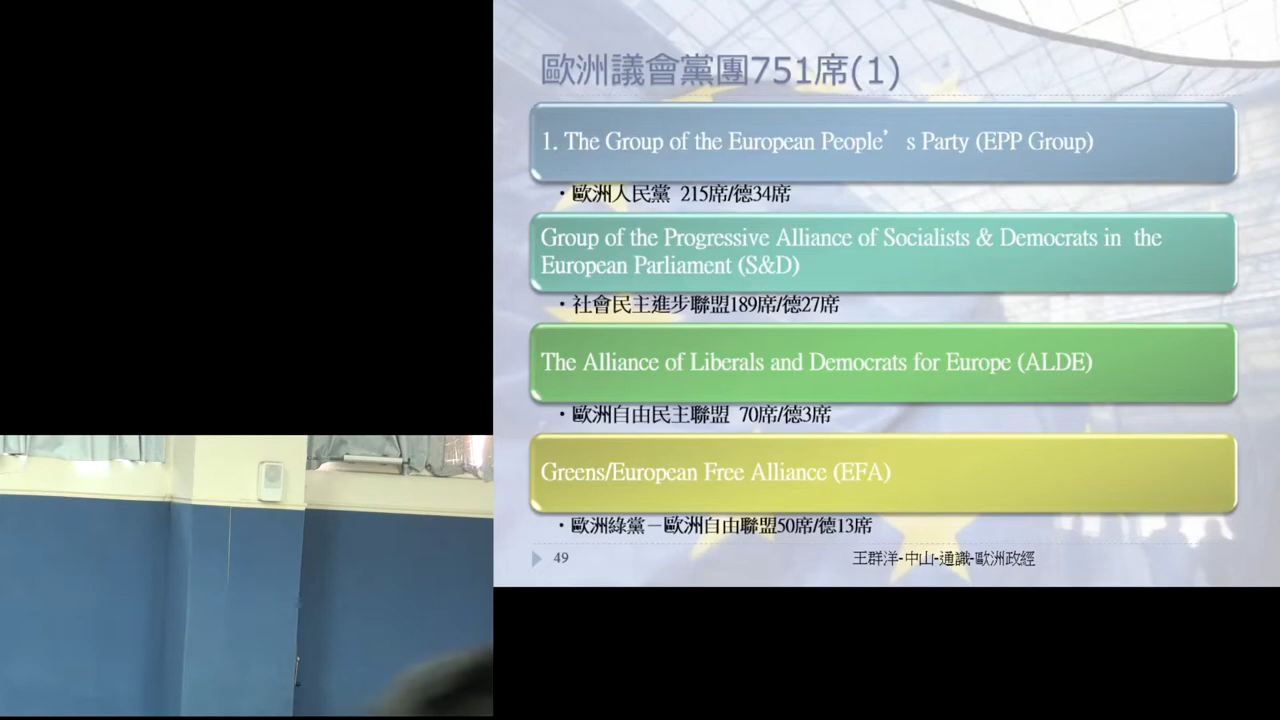 歐洲議會黨團751席(1)
1. The Group of the European People’s Party (EPP Group)
・歐洲人民黨 215席/德34席
Group of the Progressive Alliance of Socialists & Democrats in the
European Parliament (S&D)
・社會民主進步聯盟189席/德27席
The Alliance of Liberals and Democrats for Europe (ALDE)
・歐洲自由民主聯盟 70席/德3席
Greens/European Free Alliance (EFA)
・歐洲綠黨－歐洲自由聯盟50席/德13席
49
王群洋-中山-通識-歐洲政經